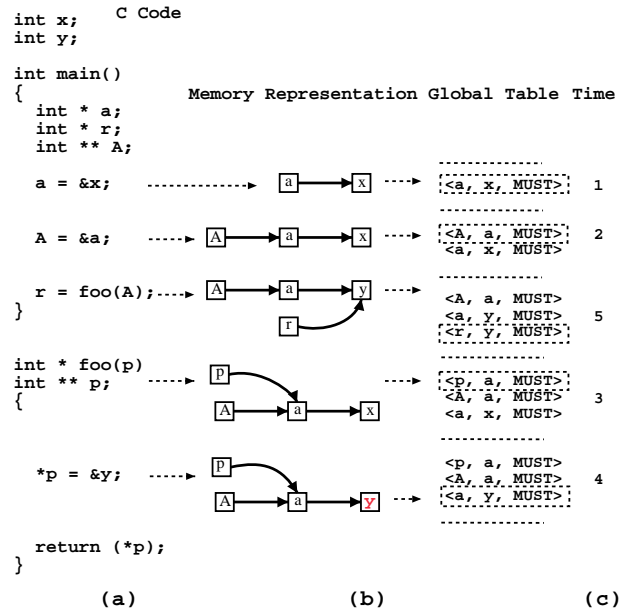 C Code
int x;
int y;
int main()
{ Memory Representation Global Table Time
int * a;
int * r;
int ** A;
a = &x; a x <a, x, MUST> 1
A = &a; A a x <A, a, MUST> 2
<a, x, MUST>
r = foo(A); A a y <A, a, MUST>
} r <a, y, MUST> 5
<r, y, MUST>
int * foo(p) p
int ** p; <p, a, MUST>
{ A a x <A, a, MUST> 3
<a, x, MUST>
*p = &y; p <p, a, MUST>
A a y <A, a, MUST> 4
<a, y, MUST>
return (*p);
}
(a) (b) (c)